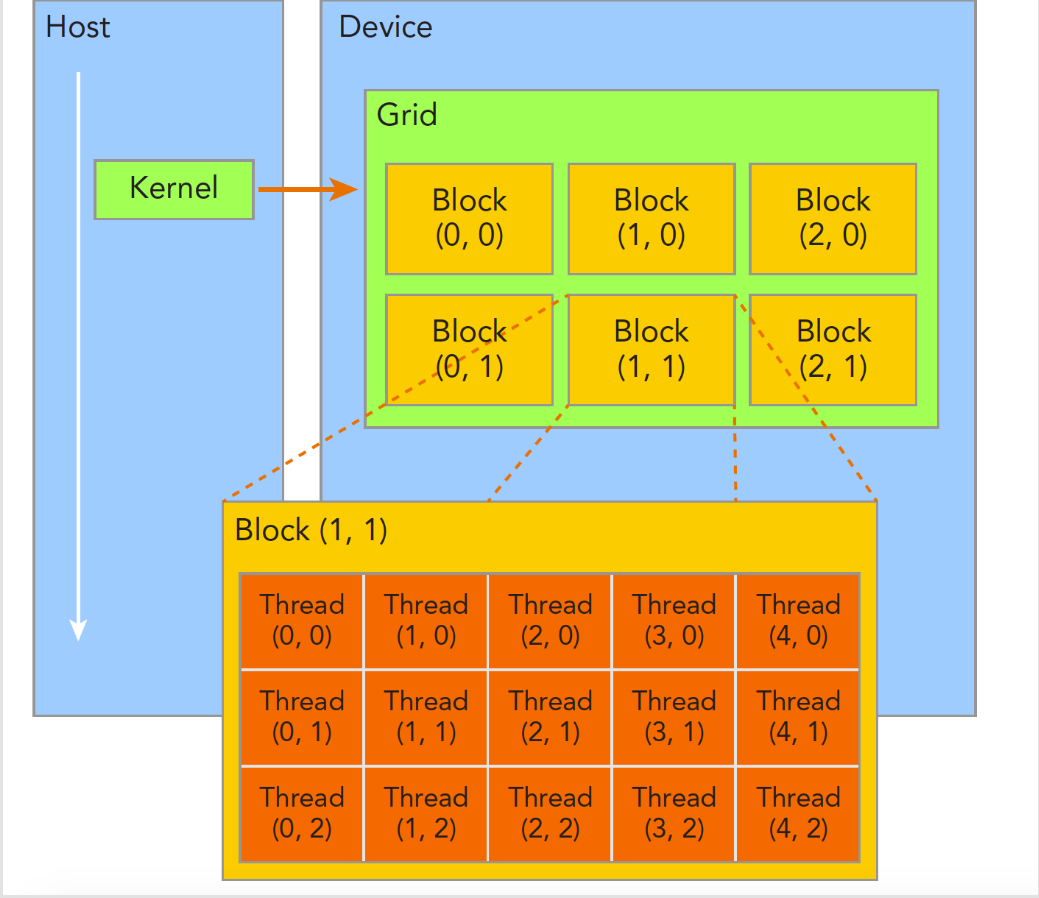 Host
Device
Grid
Kernel
Block
(0, 0)
Block
(1, 0)
Block
(2, 0)
Block
(0, 1)
Block
(1, 1)
Block
(2, 1)
Block (1, 1)
Thread
(0, 0)
Thread
(1, 0)
Thread
(2, 0)
Thread
(3, 0)
Thread
(4, 0)
Thread
(0, 1)
Thread
(1, 1)
Thread
(2, 1)
Thread
(3, 1)
Thread
(4, 1)
Thread
(0, 2)
Thread
(1, 2)
Thread
(2, 2)
Thread
(3, 2)
Thread
(4, 2)